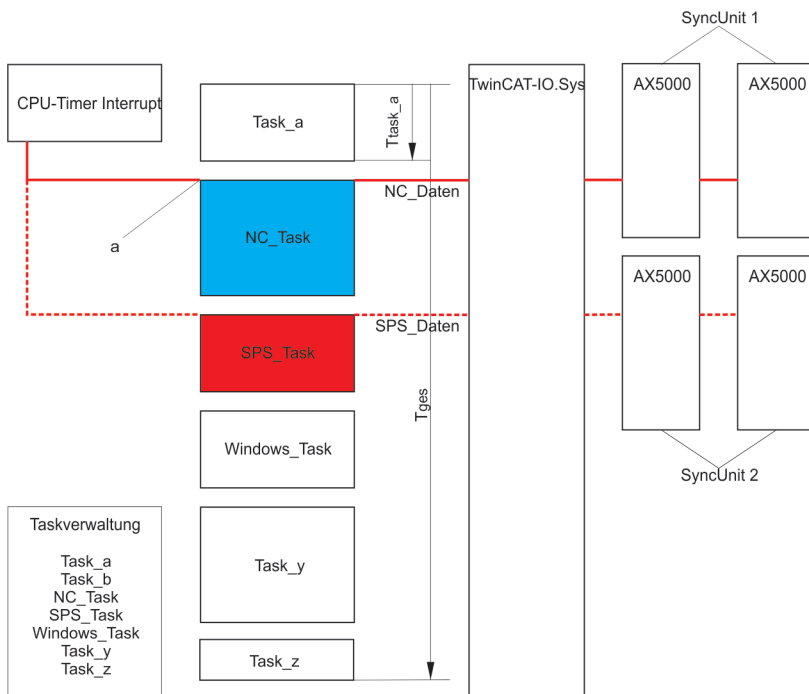 SyncUnit 1
CPU-Timer Interrupt
Task_a
Ttask_a
TwinCAT-IO.Sys
AX5000
AX5000
NC_Daten
a
NC_Task
AX5000
AX5000
SPS_Daten
SPS_Task
Tges
Windows_Task
SyncUnit 2
Taskverwaltung
Task_a
Task_b
NC_Task
SPS_Task
Windows_Task
Task_y
Task_z
Task_y
Task_z